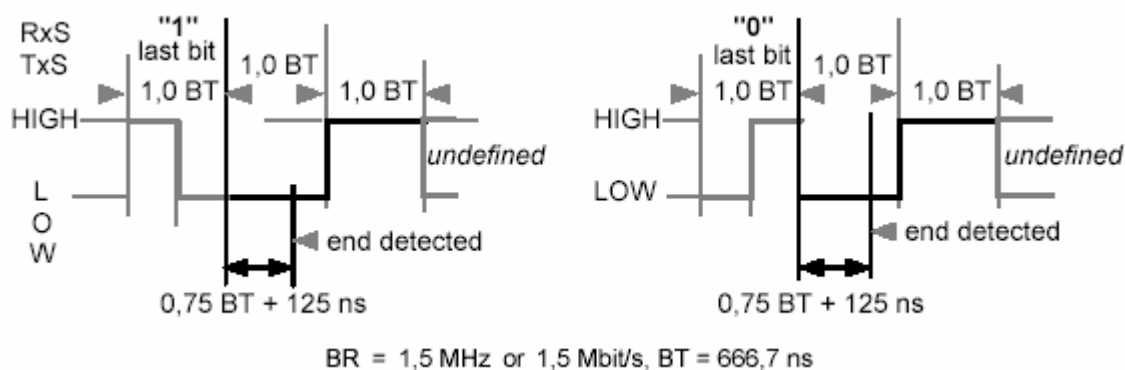 RxS
TxS
"1"
last bit
1,0 BT
1,0 BT
1,0 BT
HIGH
undefined
L
O
W
end detected
0,75 BT + 125 ns
"0"
last bit
1,0 BT
1,0 BT
1,0 BT
HIGH
undefined
LOW
end detected
0,75 BT + 125 ns
BR = 1,5 MHz or 1,5 Mbit/s, BT = 666,7 ns